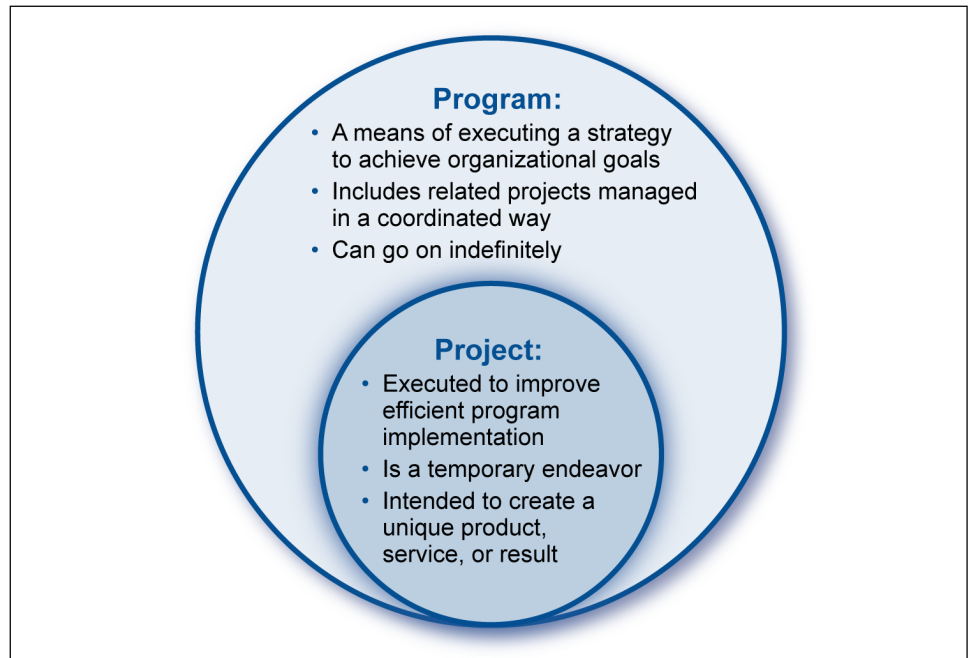 Program:
• A means of executing a strategy
to achieve organizational goals
• Includes related projects managed
in a coordinated way
• Can go on indefinitely
Project:
• Executed to improve
efficient program
implementation
• Is a temporary endeavor
• Intended to create a
unique product,
service, or result